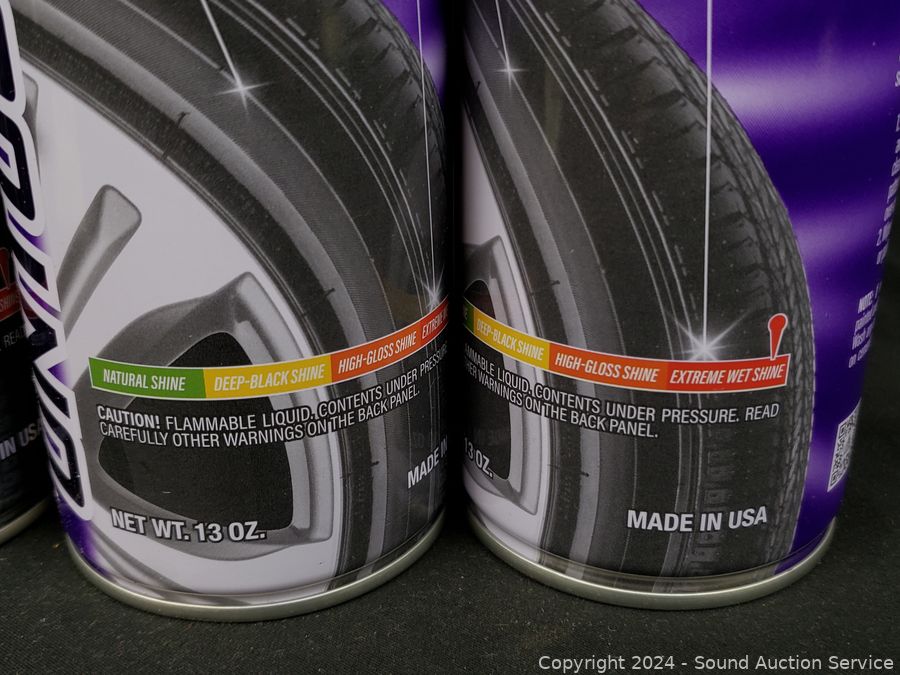 NATURAL SHINE
DEEP-BLACK SHINE
HIGH-GLOSS SHINE
EXTREME
CAUTION! FLAMMABLE LIQUID. CONTENTS UNDER PRESSURE.
CAREFULLY OTHER WARNINGS ON THE BACK PANEL.
MADE IN
NET WT. 13 OZ.
DEEP-BLACK SHINE
HIGH-GLOSS SHINE
EXTREME WET SHINE
LIQUID. CONTENTS UNDER PRESSURE. READ
WARNINGS ON THE BACK PANEL.
13 OZ.
MADE IN USA
READ
IN USA
NOTE:
Copyright 2024 - Sound Auction Service